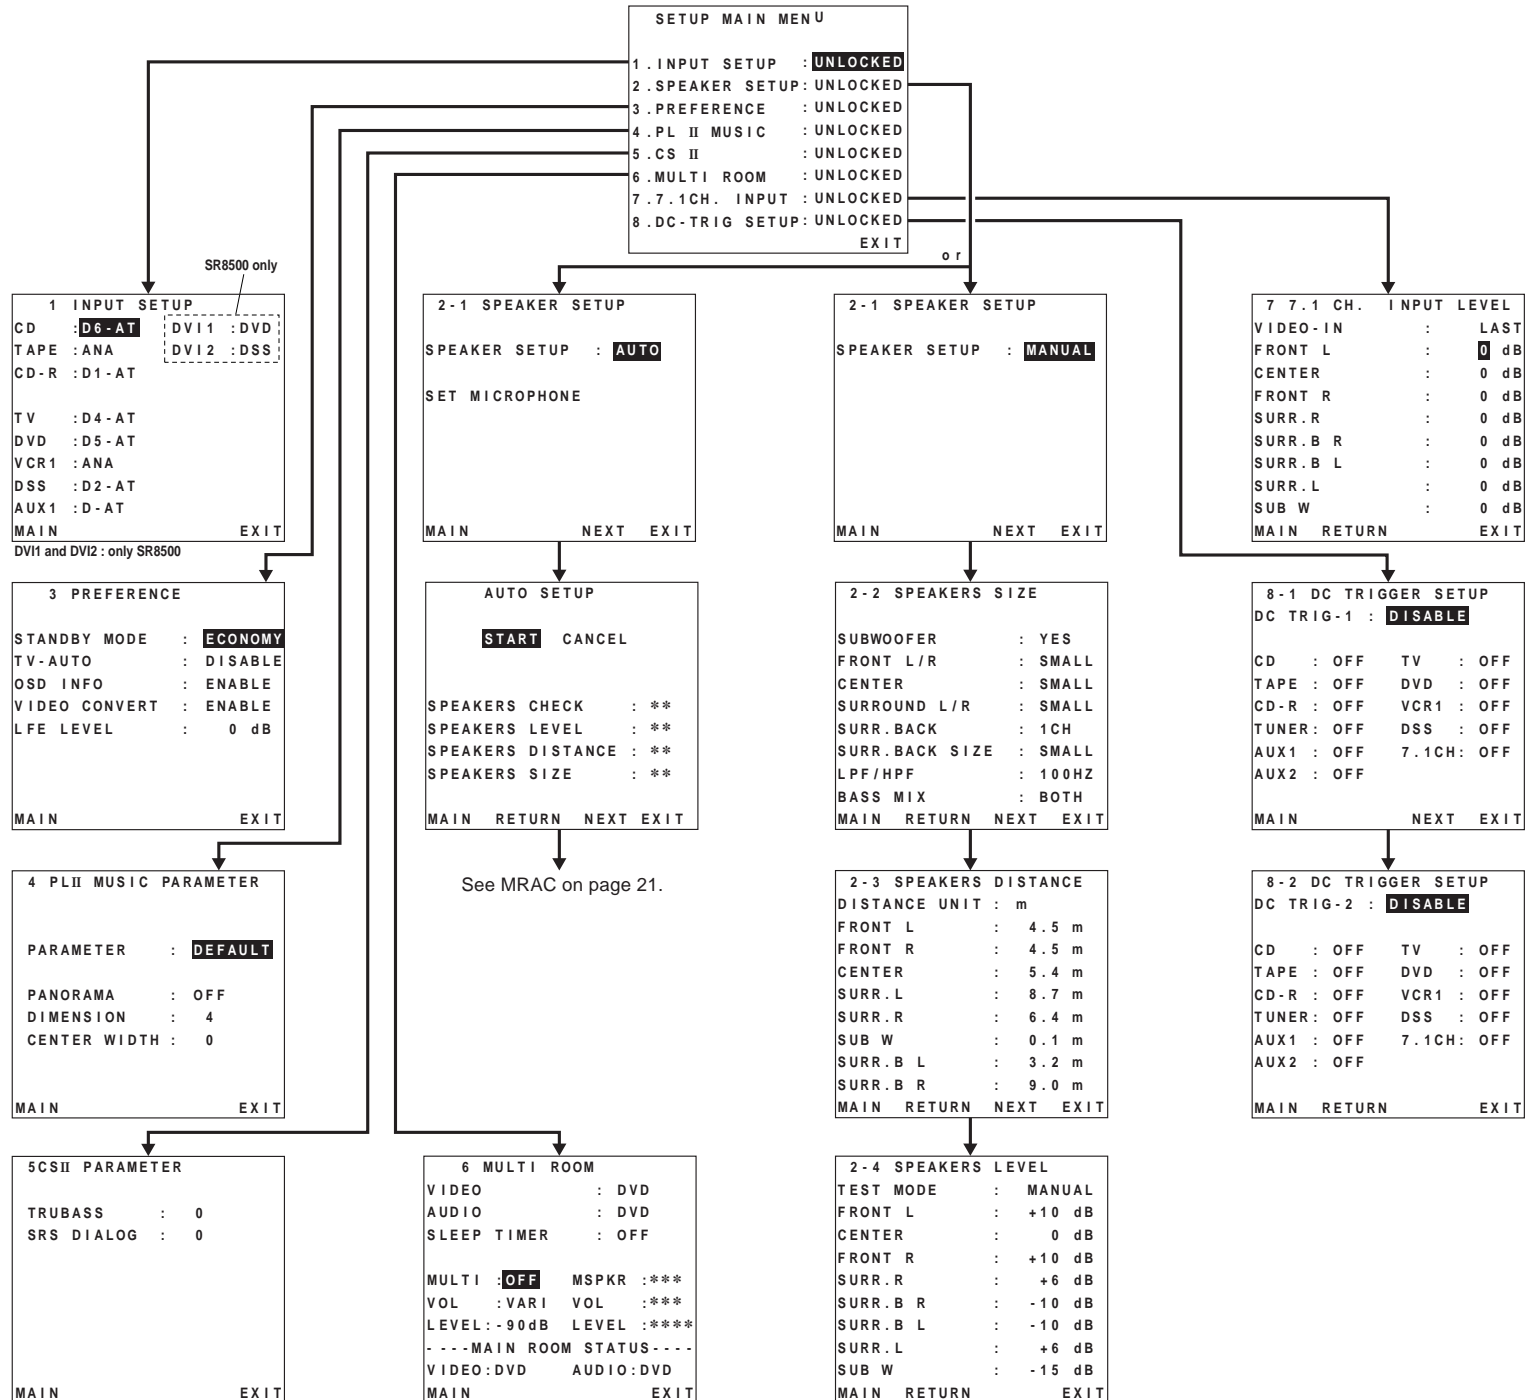 SETUP MAIN MENU
1.INPUT SETUP :UNLOCKED
2.SPEAKER SETUP:UNLOCKED
3.PREFERENCE :UNLOCKED
4.PL II MUSIC :UNLOCKED
5.CS II :UNLOCKED
6.MULTI ROOM :UNLOCKED
7.7.1CH. INPUT :UNLOCKED
8.DC-TRIG SETUP:UNLOCKED
EXIT
or
SR8500 only
1 INPUT SETUP
CD :D6-AT DVI1 :DVD
TAPE :ANA DVI2 :DSS
CD-R :D1-AT
TV :D4-AT
DVD :D5-AT
VCR1 :ANA
DSS :D2-AT
AUX1 :D-AT
MAIN EXIT
DVI1 and DVI2 : only SR8500
2-1 SPEAKER SETUP
SPEAKER SETUP : AUTO
SET MICROPHONE
MAIN NEXT EXIT
2-1 SPEAKER SETUP
SPEAKER SETUP : MANUAL
MAIN NEXT EXIT
7 7.1 CH. INPUT LEVEL
VIDEO-IN : LAST
FRONT L : 0 dB
CENTER : 0 dB
FRONT R : 0 dB
SURR.R : 0 dB
SURR.B R : 0 dB
SURR.B L : 0 dB
SURR.L : 0 dB
SUB W : 0 dB
MAIN RETURN EXIT
3 PREFERENCE
STANDBY MODE : ECONOMY
TV-AUTO : DISABLE
OSD INFO : ENABLE
VIDEO CONVERT : ENABLE
LFE LEVEL : 0 dB
MAIN EXIT
AUTO SETUP
START CANCEL
SPEAKERS CHECK : **
SPEAKERS LEVEL : **
SPEAKERS DISTANCE : **
SPEAKERS SIZE : **
MAIN RETURN NEXT EXIT
See MRAC on page 21.
2-2 SPEAKERS SIZE
SUBWOOFER : YES
FRONT L/R : SMALL
CENTER : SMALL
SURROUND L/R : SMALL
SURR.BACK : 1CH
SURR.BACK SIZE : SMALL
LPF/HPF : 100HZ
BASS MIX : BOTH
MAIN RETURN NEXT EXIT
8-1 DC TRIGGER SETUP
DC TRIG-1 : DISABLE
CD : OFF TV : OFF
TAPE : OFF DVD : OFF
CD-R : OFF VCR1 : OFF
TUNER: OFF DSS : OFF
AUX1 : OFF 7.1CH: OFF
AUX2 : OFF
MAIN NEXT EXIT
4 PLII MUSIC PARAMETER
PARAMETER : DEFAULT
PANORAMA : OFF
DIMENSION : 4
CENTER WIDTH : 0
MAIN EXIT
2-3 SPEAKERS DISTANCE
DISTANCE UNIT : m
FRONT L : 4.5 m
FRONT R : 4.5 m
CENTER : 5.4 m
SURR.L : 8.7 m
SURR.R : 6.4 m
SUB W : 0.1 m
SURR.B L : 3.2 m
SURR.B R : 9.0 m
MAIN RETURN NEXT EXIT
8-2 DC TRIGGER SETUP
DC TRIG-2 : DISABLE
CD : OFF TV : OFF
TAPE : OFF DVD : OFF
CD-R : OFF VCR1 : OFF
TUNER: OFF DSS : OFF
AUX1 : OFF 7.1CH: OFF
AUX2 : OFF
MAIN RETURN EXIT
5CSII PARAMETER
TRUBASS : 0
SRS DIALOG : 0
MAIN EXIT
6 MULTI ROOM
VIDEO : DVD
AUDIO : DVD
SLEEP TIMER : OFF
MULTI :OFF MSPKR :***
VOL :VARI VOL :***
LEVEL:-90dB LEVEL :****
----MAIN ROOM STATUS----
VIDEO:DVD AUDIO:DVD
MAIN EXIT
2-4 SPEAKERS LEVEL
TEST MODE : MANUAL
FRONT L : +10 dB
CENTER : 0 dB
FRONT R : +10 dB
SURR.R : +6 dB
SURR.B R : -10 dB
SURR.B L : -10 dB
SURR.L : +6 dB
SUB W : -15 dB
MAIN RETURN EXIT